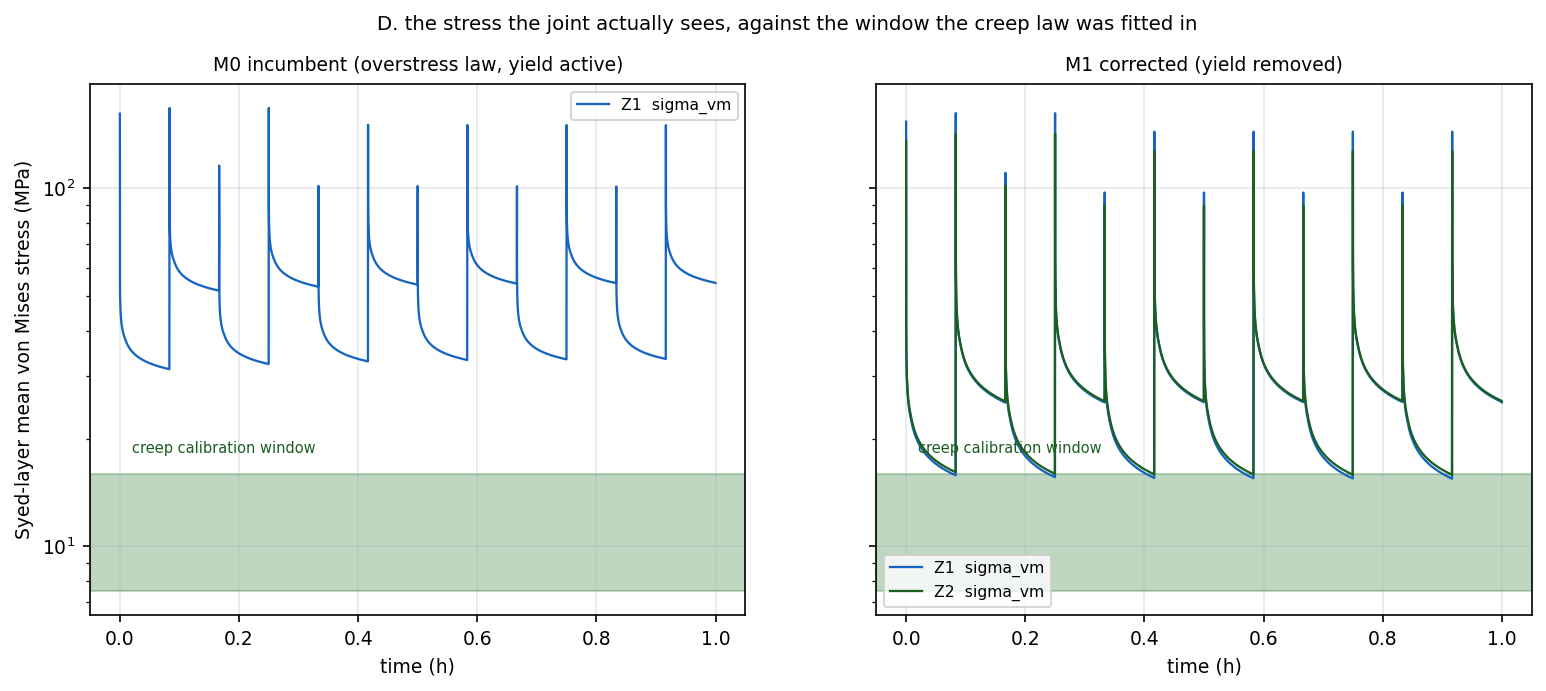 D. the stress the joint actually sees, against the window the creep law was fitted in
M0 incumbent (overstress law, yield active)
Z1 sigma_vm
Syed-layer mean von Mises stress (MPa)
10²
10¹
creep calibration window
0.0 0.2 0.4 0.6 0.8 1.0
time (h)
M1 corrected (yield removed)
creep calibration window
Z1 sigma_vm
Z2 sigma_vm
0.0 0.2 0.4 0.6 0.8 1.0
time (h)